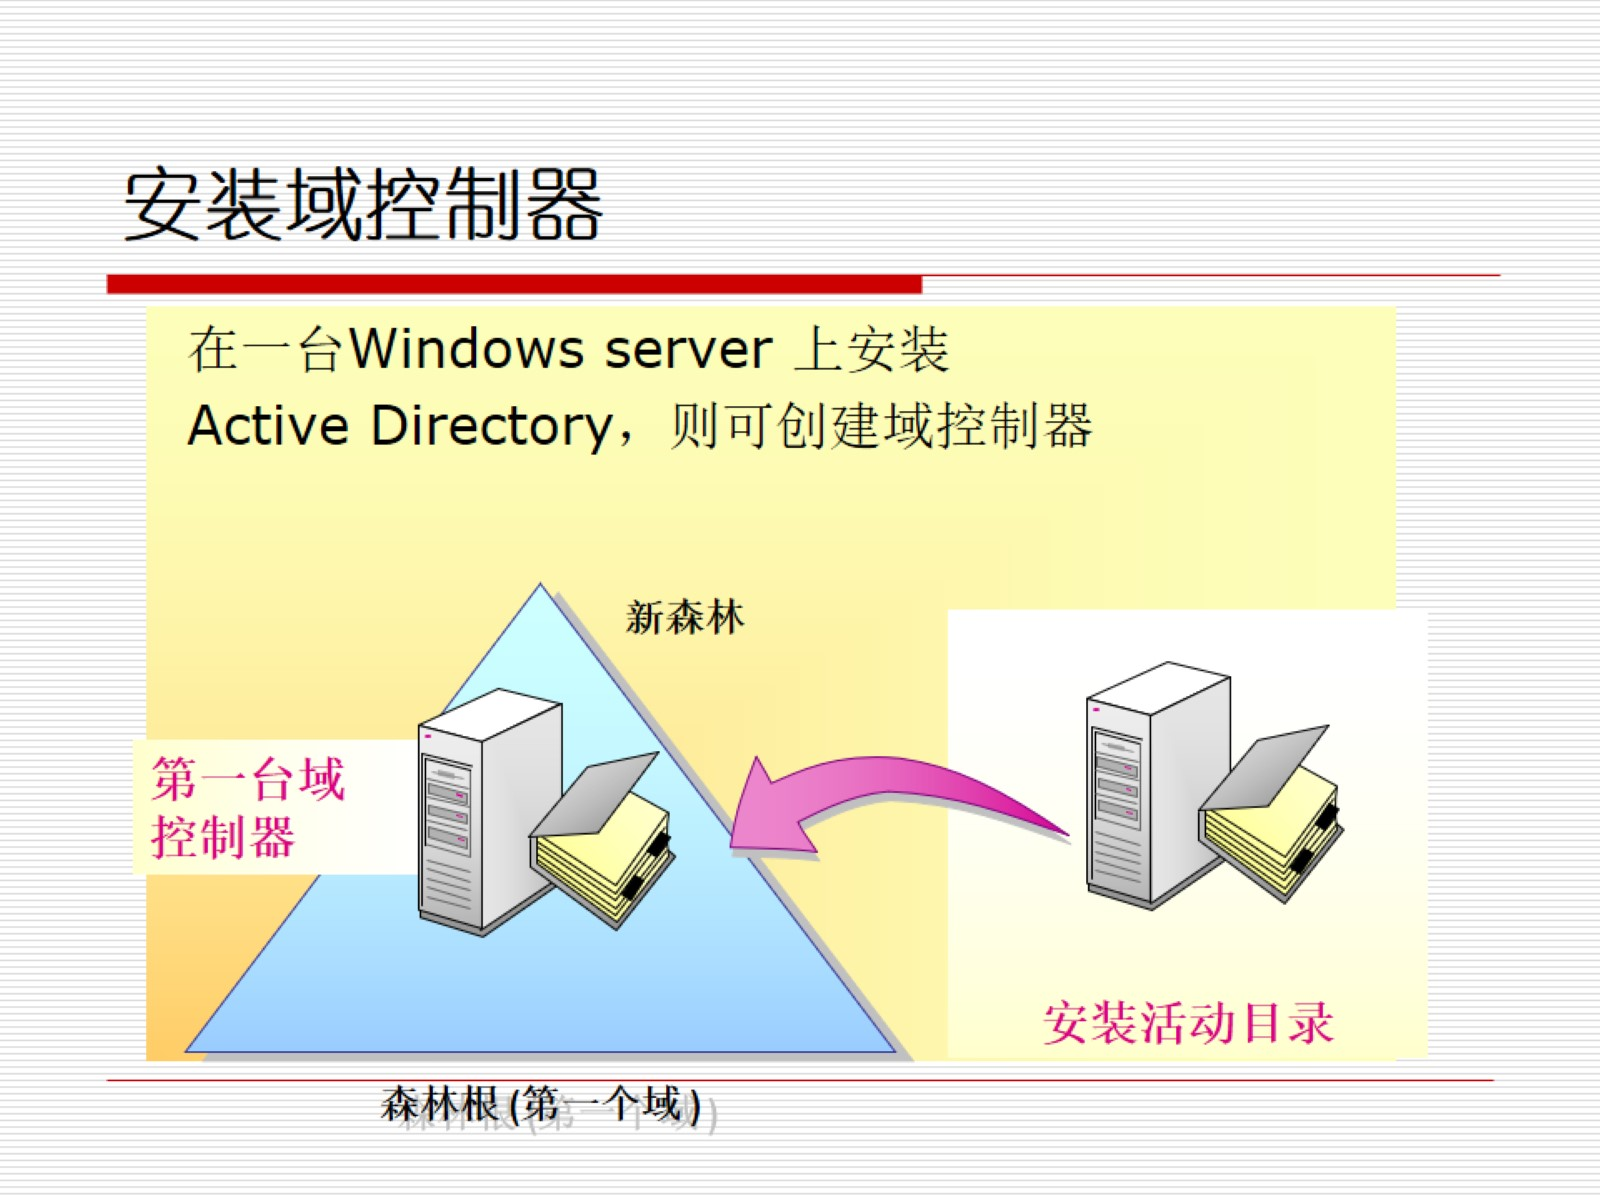 安装域控制器
在一台Windows server 上安装
Active Directory，则可创建域控制器
新森林
第一台域
控制器
安装活动目录
森林根 (第一个域)